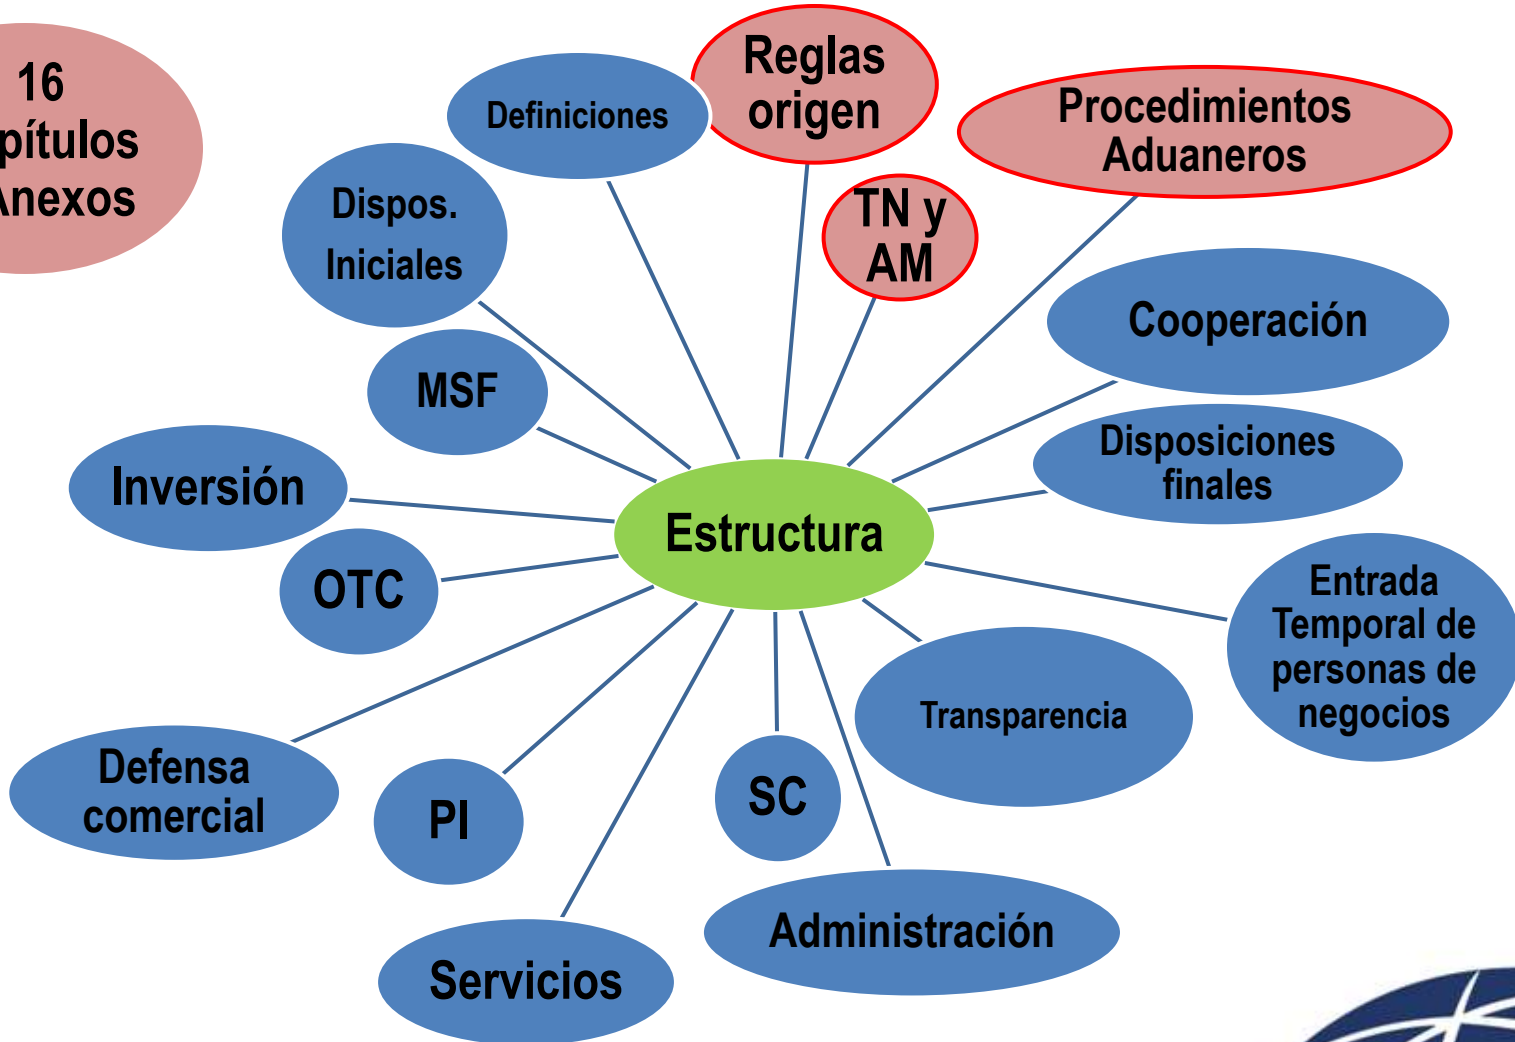 16
pítulos
Anexos
Definiciones
Reglas
origen
Procedimientos
Aduaneros
Dispos.
Iniciales
TN y
AM
Cooperación
MSF
Disposiciones
finales
Inversión
Estructura
OTC
Entrada
Temporal de
personas de
negocios
Transparencia
Defensa
comercial
PI
SC
Administración
Servicios